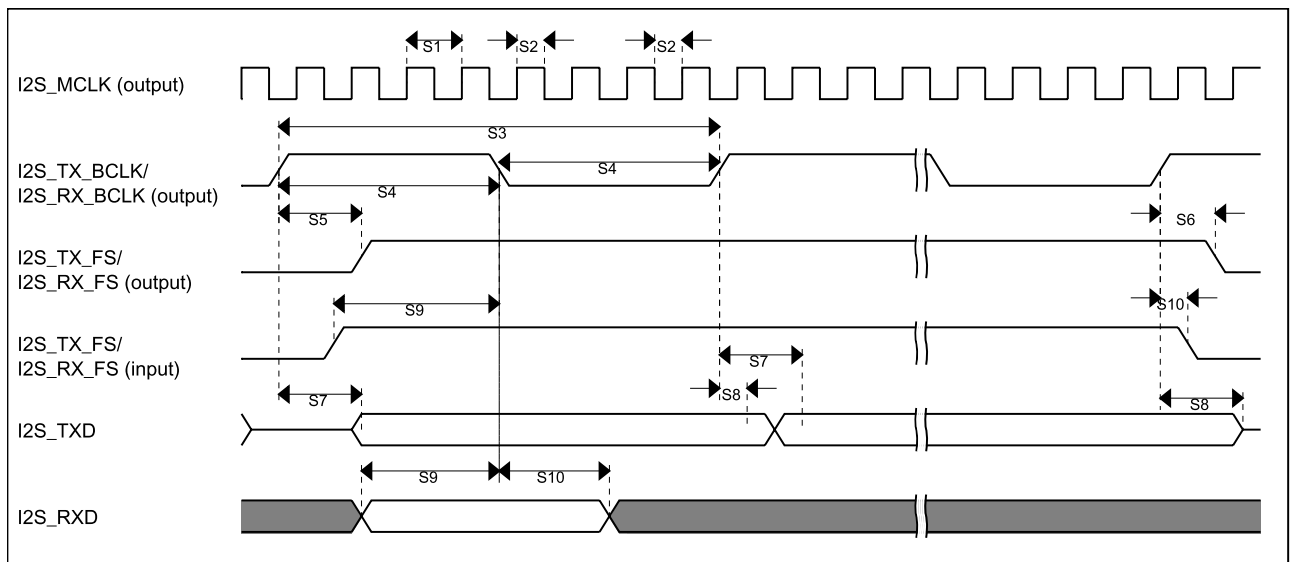 S1 S2 S2
I2S_MCLK (output)
S3
I2S_TX_BCLK/
I2S_RX_BCLK (output)
S4
S4
S5
S6
I2S_TX_FS/
I2S_RX_FS (output)
S9
S10
I2S_TX_FS/
I2S_RX_FS (input)
S7
S8
S7
S8
I2S_TXD
S9 S10
I2S_RXD